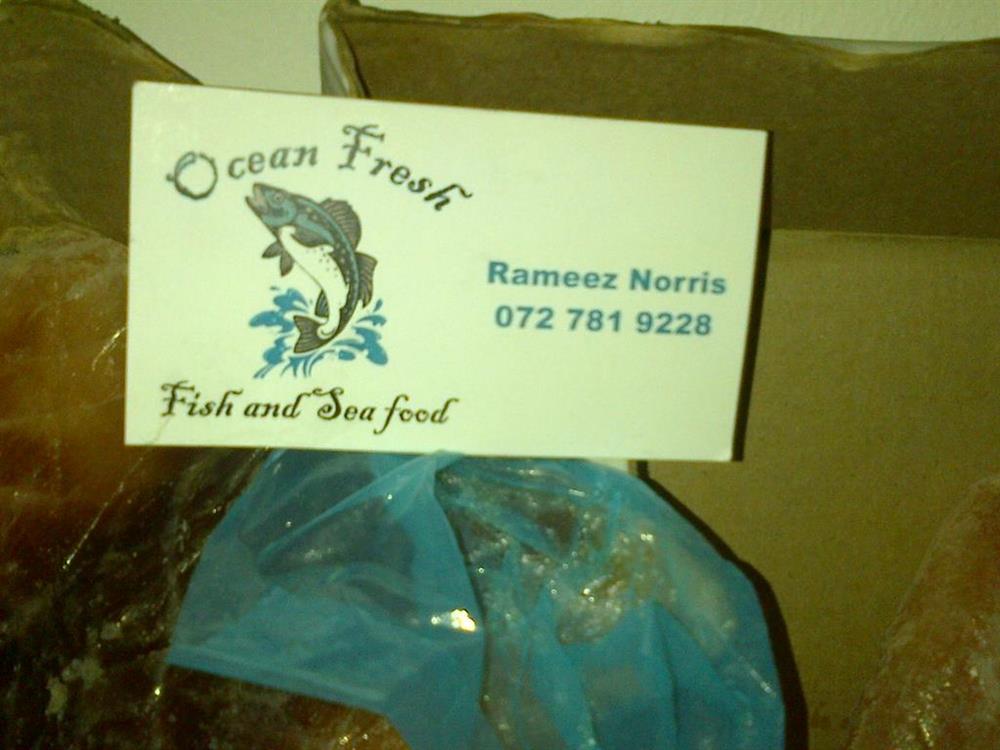 Ocean Fresh
Rameez Norris
072 781 9228
Fish and Sea food